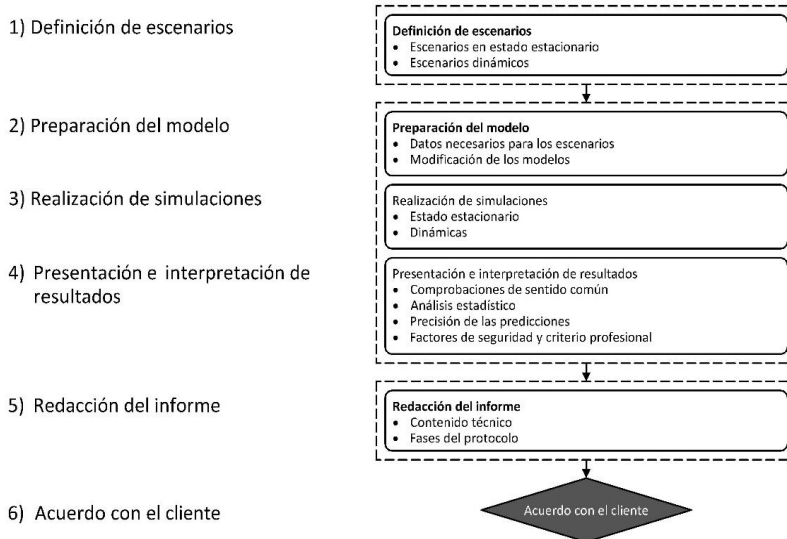 1) Definición de escenarios
Definición de escenarios
• Escenarios en estado estacionario
• Escenarios dinámicos
2) Preparación del modelo
Preparación del modelo
• Datos necesarios para los escenarios
• Modificación de los modelos
3) Realización de simulaciones
Realización de simulaciones
• Estado estacionario
• Dinámicas
4) Presentación e interpretación de
resultados
Presentación e interpretación de resultados
• Comprobaciones de sentido común
• Análisis estadístico
• Precisión de las predicciones
• Factores de seguridad y criterio profesional
5) Redacción del informe
Redacción del informe
• Contenido técnico
• Fases del protocolo
6) Acuerdo con el cliente
Acuerdo con el cliente